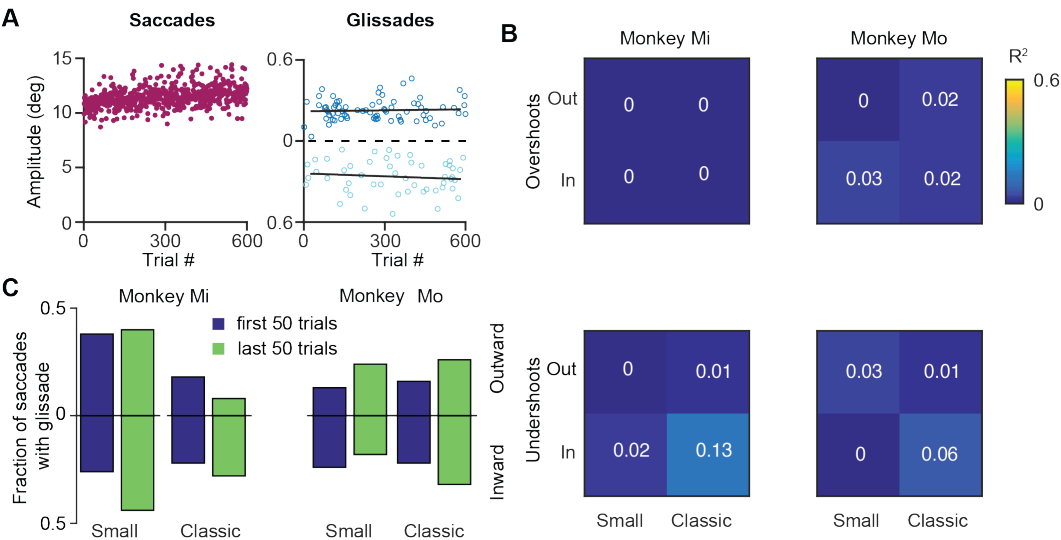 A
Saccades
Glissades
Amplitude (deg)
15
10
5
0
0
300
600
Trial #
0.6
0
0.6
0
300
600
Trial #
B
Monkey Mi
Monkey Mo
R²
0.6
0
Overshoots
Out
In
0
0
0
0
0
0.02
0.03
0.02
Undershoots
Out
In
0
0.01
0.02
0.13
0.03
0.01
0
0.06
Small
Classic
Small
Classic
C
Monkey Mi
Monkey Mo
first 50 trials
last 50 trials
Fraction of saccades
with glissade
0.5
0
0.5
Outward
Inward
Small
Classic
Small
Classic